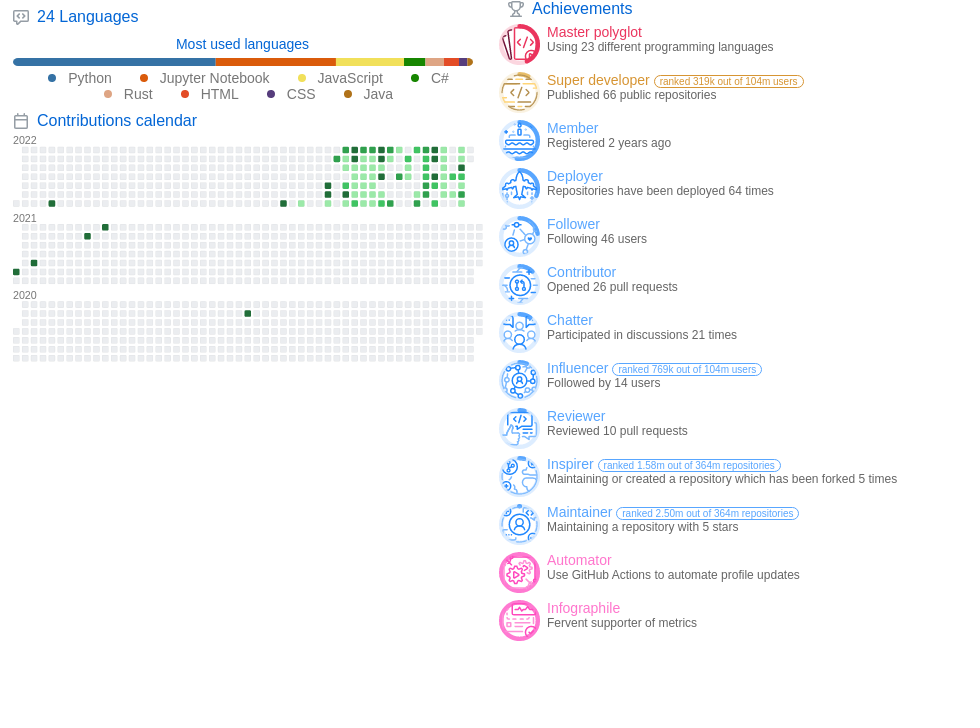 24 Languages
Most used languages
Python Jupyter Notebook JavaScript C#
Rust HTML CSS Java
Contributions calendar
2022
2021
2020
Achievements
Master polyglot
Using 23 different programming languages
Super developer ranked 319k out of 104m users
Published 66 public repositories
Member
Registered 2 years ago
Deployer
Repositories have been deployed 64 times
Follower
Following 46 users
Contributor
Opened 26 pull requests
Chatter
Participated in discussions 21 times
Influencer ranked 769k out of 104m users
Followed by 14 users
Reviewer
Reviewed 10 pull requests
Inspirer ranked 1.58m out of 364m repositories
Maintaining or created a repository which has been forked 5 times
Maintainer ranked 2.50m out of 364m repositories
Maintaining a repository with 5 stars
Automator
Use GitHub Actions to automate profile updates
Infographile
Fervent supporter of metrics